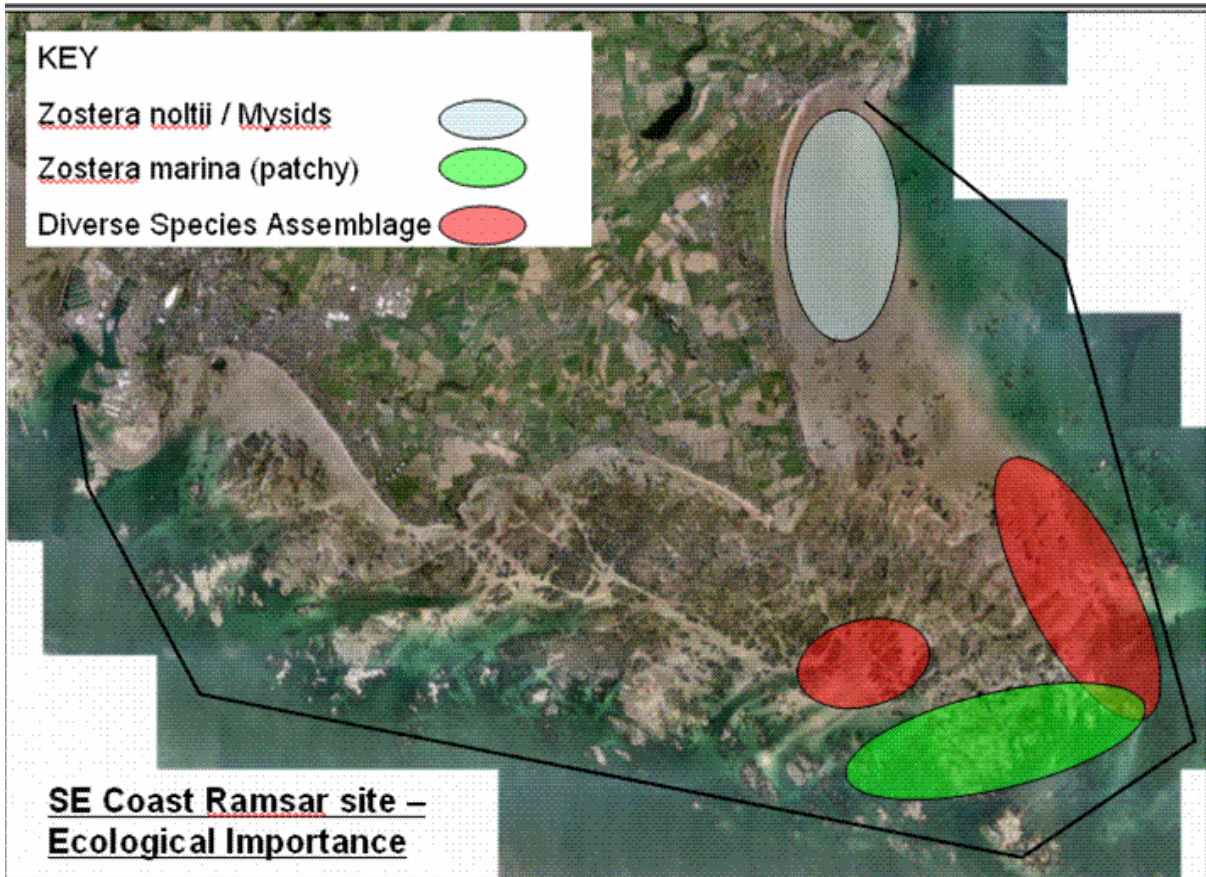 KEY
Zostera noltii / Mysids
Zostera marina (patchy)
Diverse Species Assemblage
SE Coast Ramsar site –
Ecological Importance